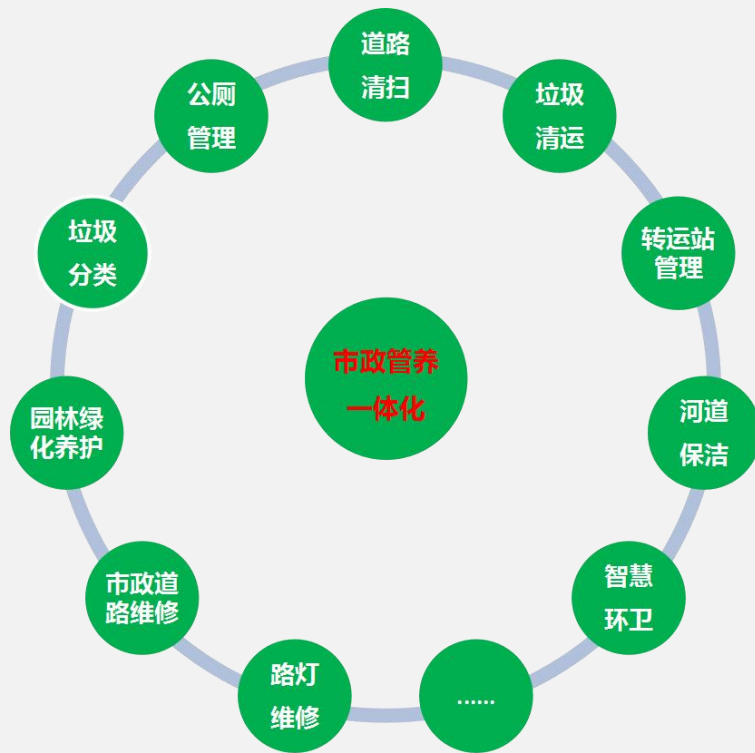 道路
清扫
垃圾
清运
转运站
管理
河道
保洁
智慧
环卫
......
路灯
维修
市政道
路维修
园林绿
化养护
垃圾
分类
公厕
管理
市政管养
一体化